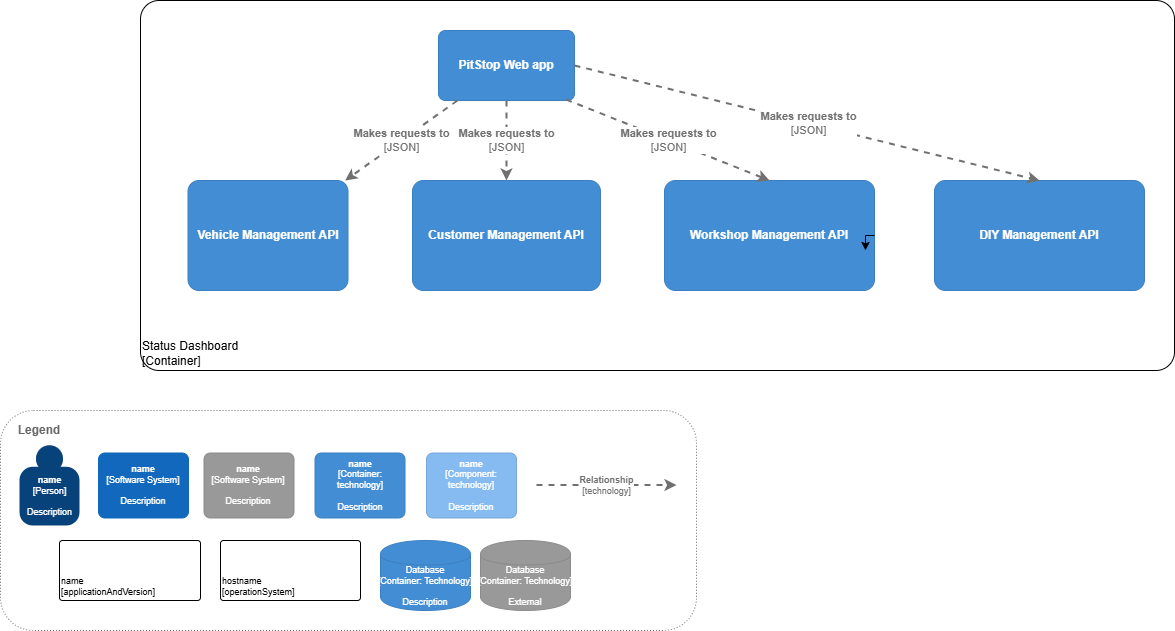 PitStop Web app
Makes requests to
[JSON]
Makes requests to
[JSON]
Makes requests to
[JSON]
Makes requests to
[JSON]
Vehicle Management API
Customer Management API
Workshop Management API
DIY Management API
Status Dashboard
[Container]
Legend
name
[Person]
Description
name
[Software System]
Description
name
[Software System]
Description
name
[Container:
technology]
Description
name
[Component:
technology]
Description
Relationship
[technology]
name
[applicationAndVersion]
hostname
[operationSystem]
Database
Container: Technology]
Description
Database
Container: Technology]
External